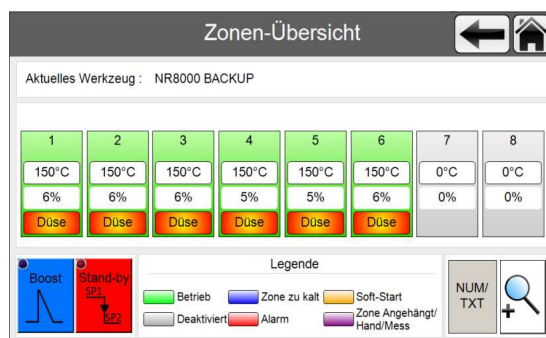 Zonen-Übersicht
Aktuelles Werkzeug : NR8000 BACKUP
1 2 3 4 5 6 7 8
150°C 150°C 150°C 150°C 150°C 150°C 0°C 0°C
6% 6% 6% 5% 5% 6% 0% 0%
Düse Düse Düse Düse Düse Düse
Legende
Boost Stand-by
SP1
SP2
Betrieb Zone zu kalt Soft-Start
Deaktiviert Alarm Zone Angehängt/
Hand/Mess
NUM/
TXT